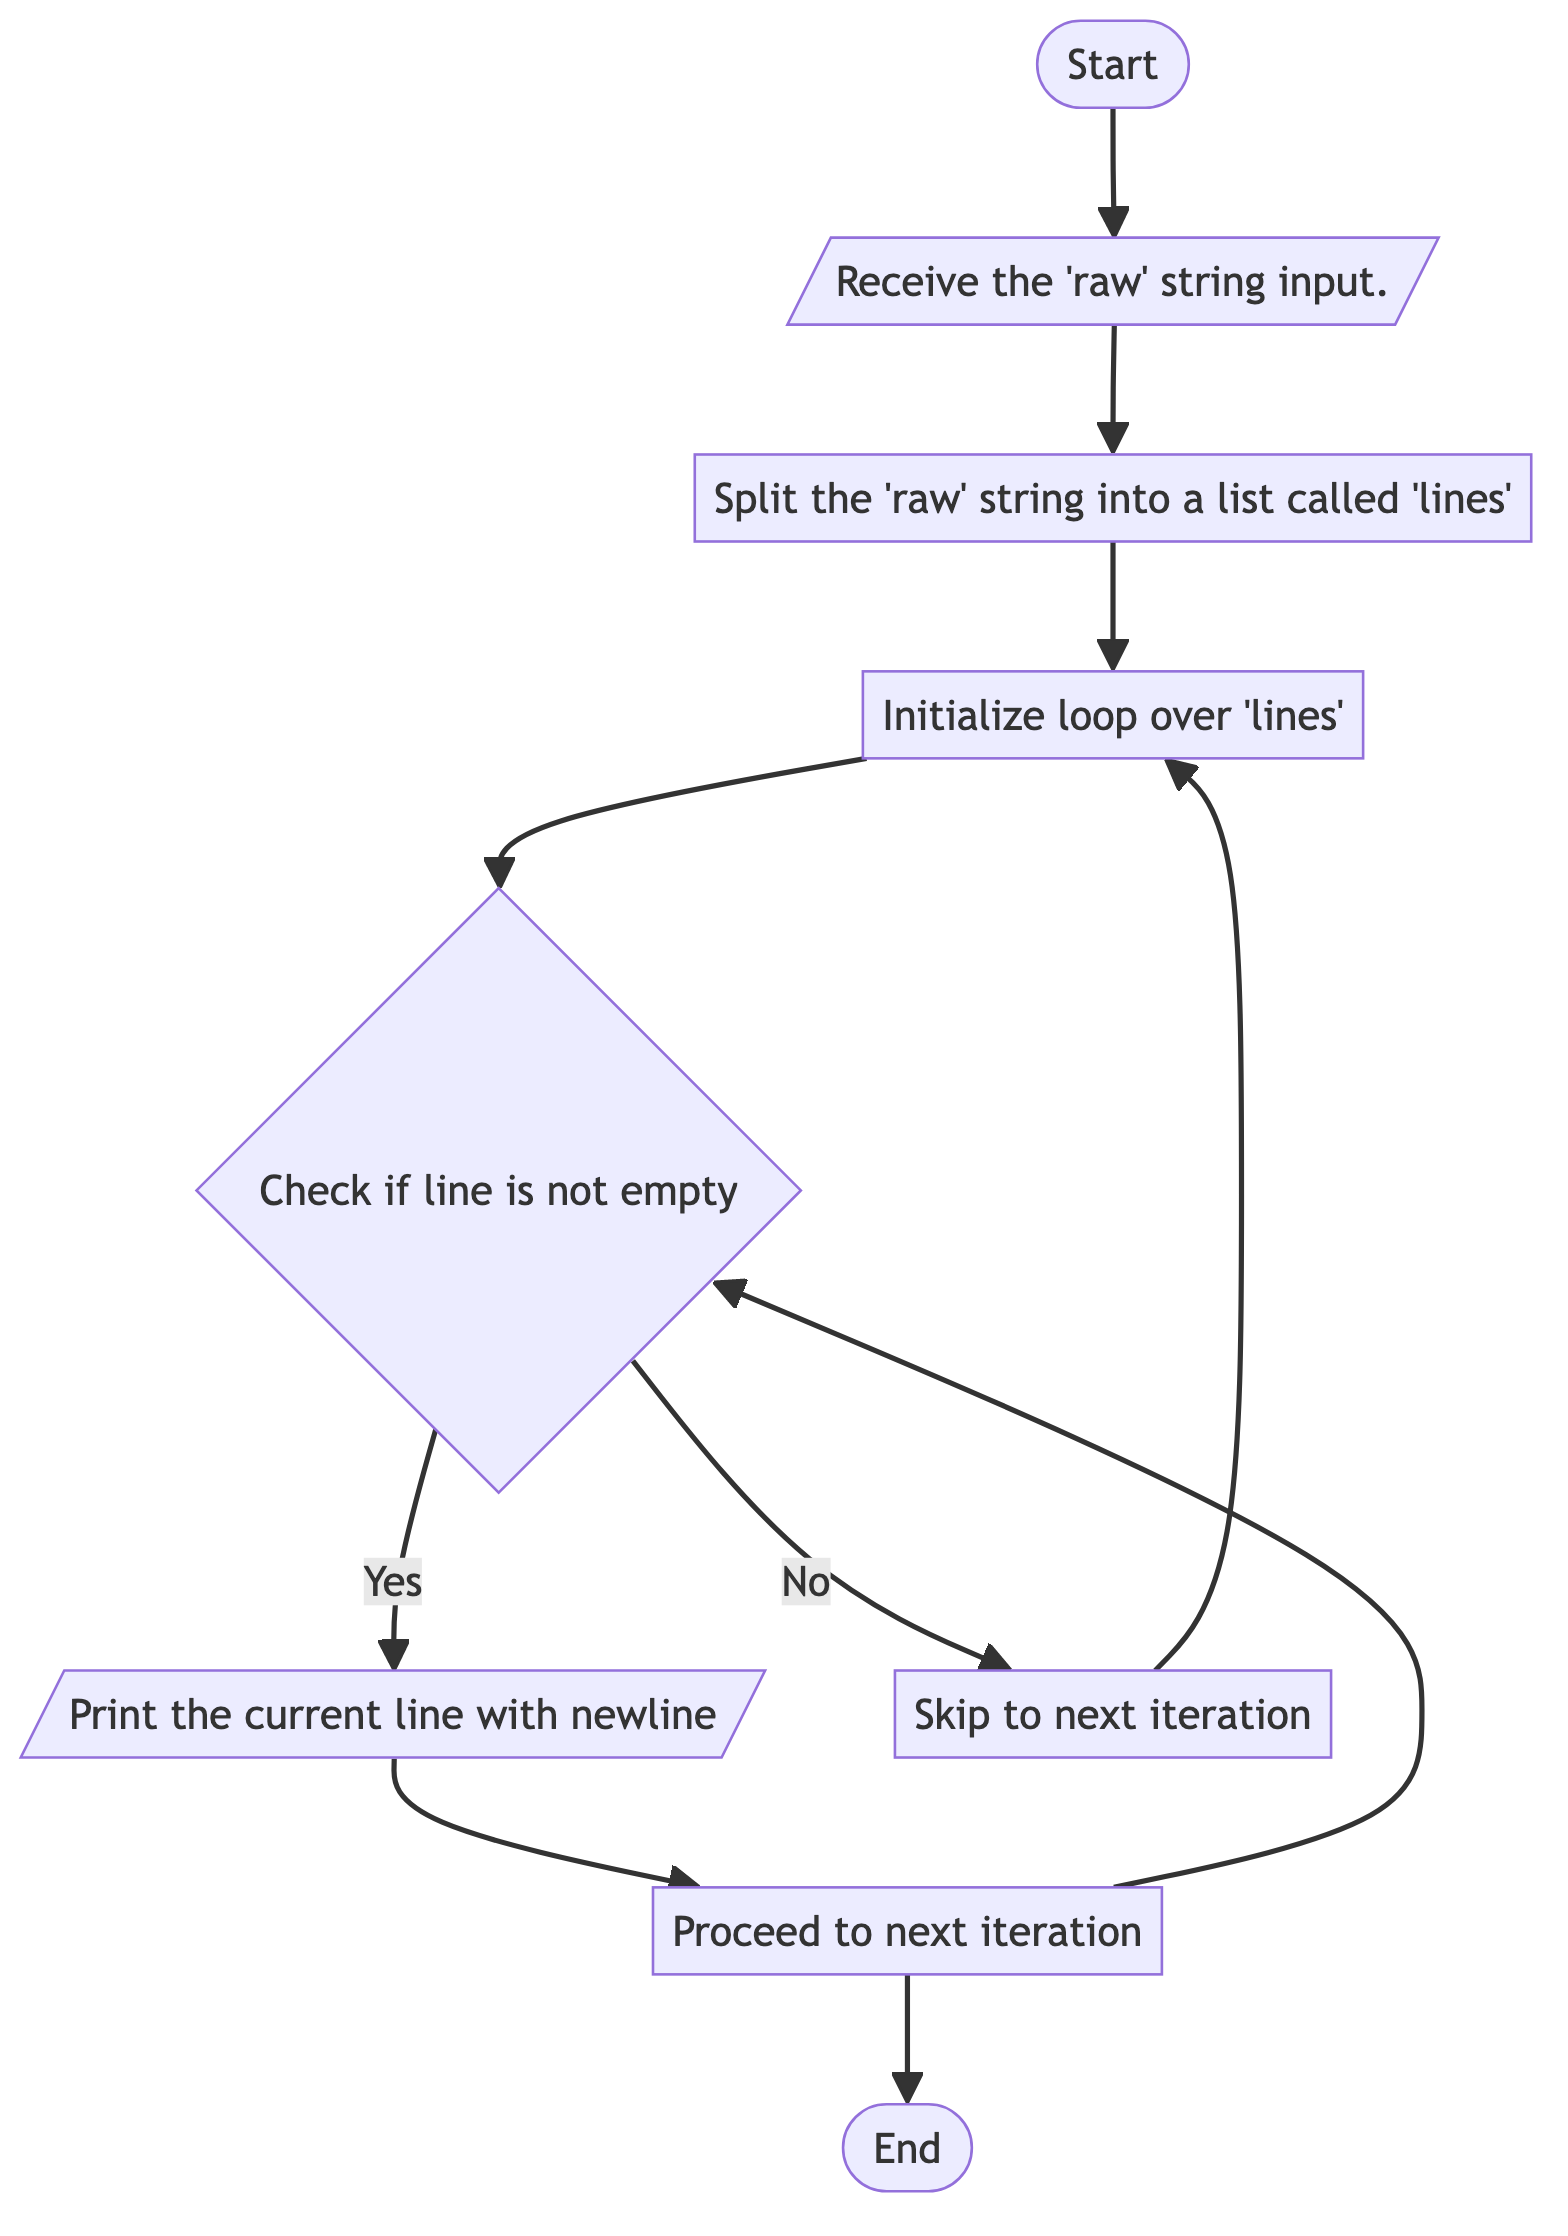 Start
Receive the 'raw' string input.
Split the 'raw' string into a list called 'lines'
Initialize loop over 'lines'
Check if line is not empty
Yes
No
Print the current line with newline
Skip to next iteration
Proceed to next iteration
End